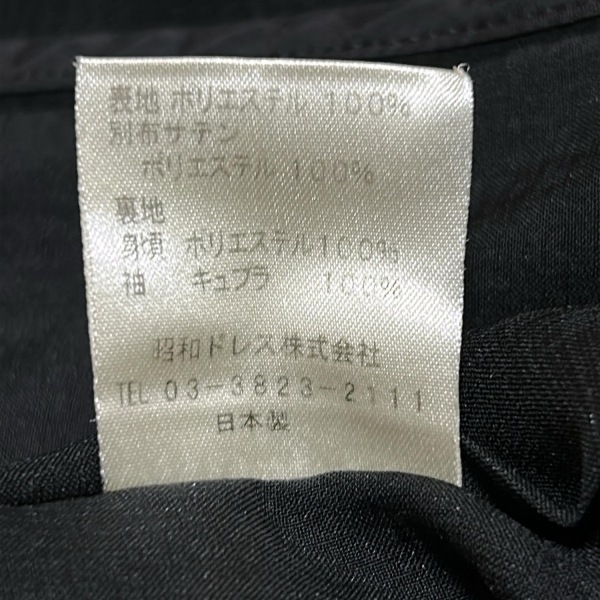 表地 ポリエステル 100%
別布サテン
ポリエステル 100%
裏地
身頃 ポリエステル100%
袖 キュプラ 100%
昭和ドレス株式会社
TEL 03-3823-2111
日本製